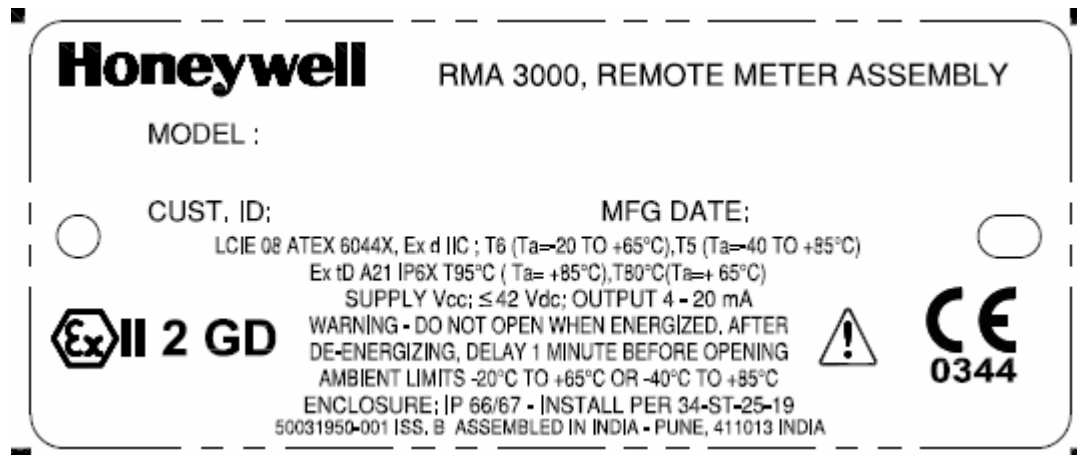 Honeywell RMA 3000, REMOTE METER ASSEMBLY
MODEL :
CUST. ID: MFG DATE:
LCIE 08 ATEX 6044X, Ex d IIC ; T6 (Ta=-20 TO +65°C),T5 (Ta=-40 TO +85°C)
Ex tD A21 IP6X T95°C ( Ta= +85°C),T80°C(Ta=+ 65°C)
SUPPLY Vcc: ≤ 42 Vdc; OUTPUT 4 - 20 mA
WARNING - DO NOT OPEN WHEN ENERGIZED. AFTER
DE-ENERGIZING, DELAY 1 MINUTE BEFORE OPENING
AMBIENT LIMITS -20°C TO +65°C OR -40°C TO +85°C
ENCLOSURE: IP 66/67 - INSTALL PER 34-ST-25-19
50031950-001 ISS. B ASSEMBLED IN INDIA - PUNE, 411013 INDIA
Ex II 2 GD
!
CE
0344